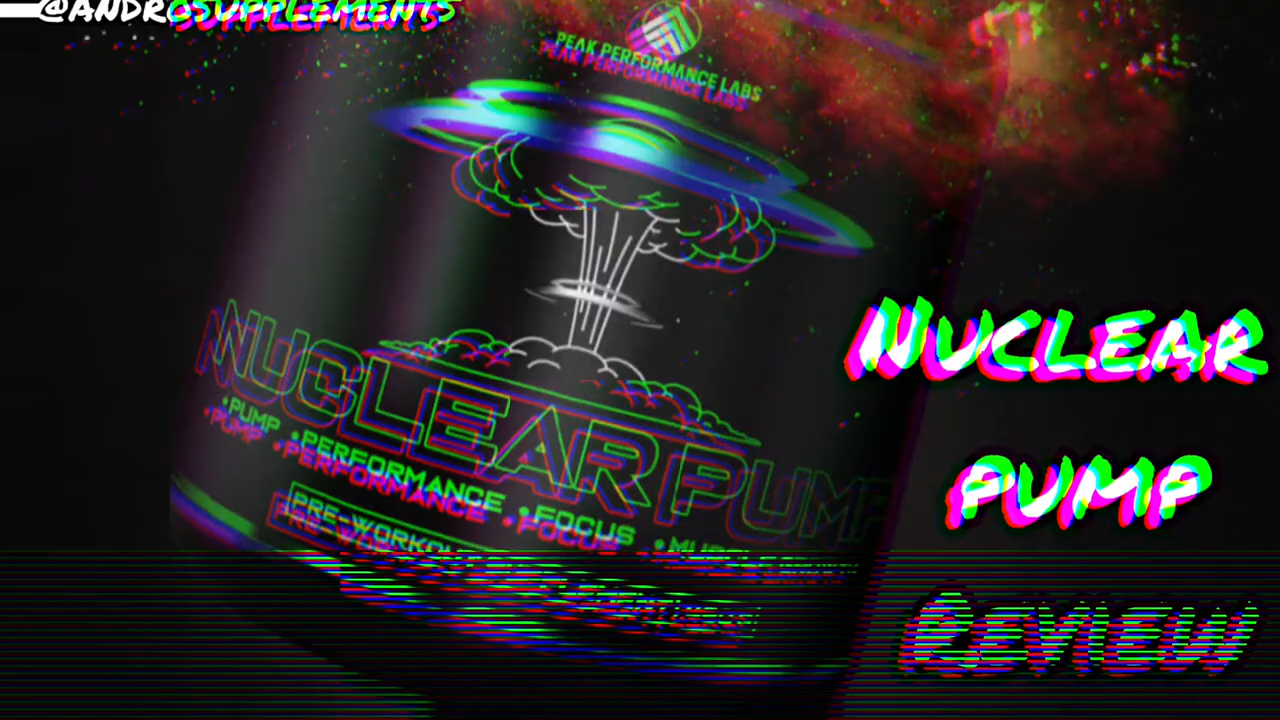 @ANDROSUPPLEMENTS
PEAK PERFORMANCE LABS
NUCLEAR PUMP
•PUMP •PERFORMANCE •FOCUS
PRE-WORKOUT
NUCLEAR
PUMP
REVIEW